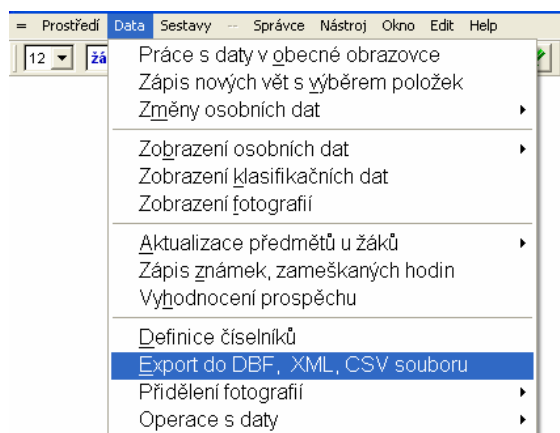 = Prostředí Data Sestavy -- Správce Nástroj Okno Edit Help
12 žá
Práce s daty v obecné obrazovce
Zápis nových vět s výběrem položek
Změny osobních dat
Zobrazení osobních dat
Zobrazení klasifikačních dat
Zobrazení fotografií
Aktualizace předmětů u žáků
Zápis známek, zameškaných hodin
Vyhodnocení prospěchu
Definice číselníků
Export do DBF, XML, CSV souboru
Přidělení fotografií
Operace s daty